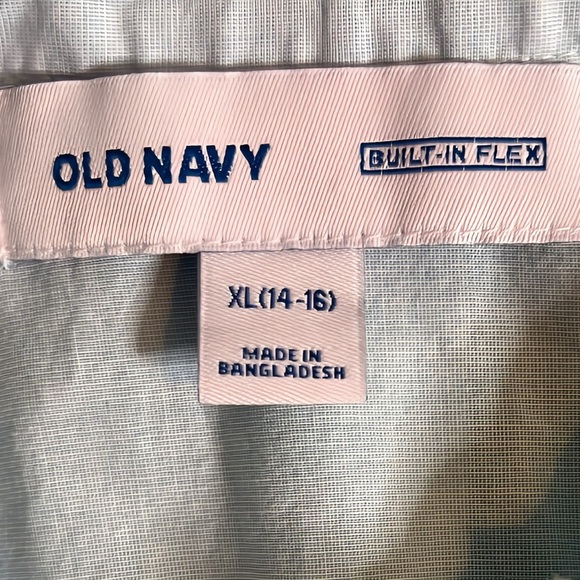 OLD NAVY BUILT-IN FLEX
XL(14-16)
MADE IN
BANGLADESH